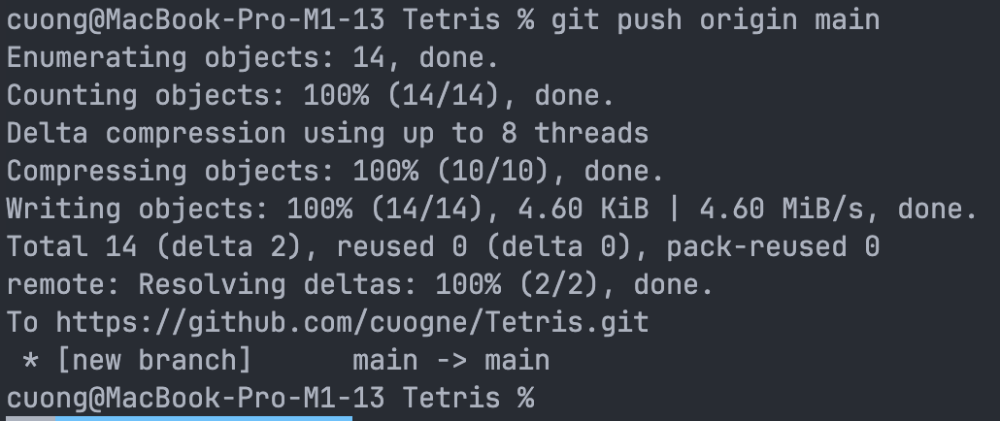 cuong@MacBook-Pro-M1-13 Tetris % git push origin main
Enumerating objects: 14, done.
Counting objects: 100% (14/14), done.
Delta compression using up to 8 threads
Compressing objects: 100% (10/10), done.
Writing objects: 100% (14/14), 4.60 KiB | 4.60 MiB/s, done.
Total 14 (delta 2), reused 0 (delta 0), pack-reused 0
remote: Resolving deltas: 100% (2/2), done.
To https://github.com/cuogne/Tetris.git
 * [new branch]      main -> main
cuong@MacBook-Pro-M1-13 Tetris %